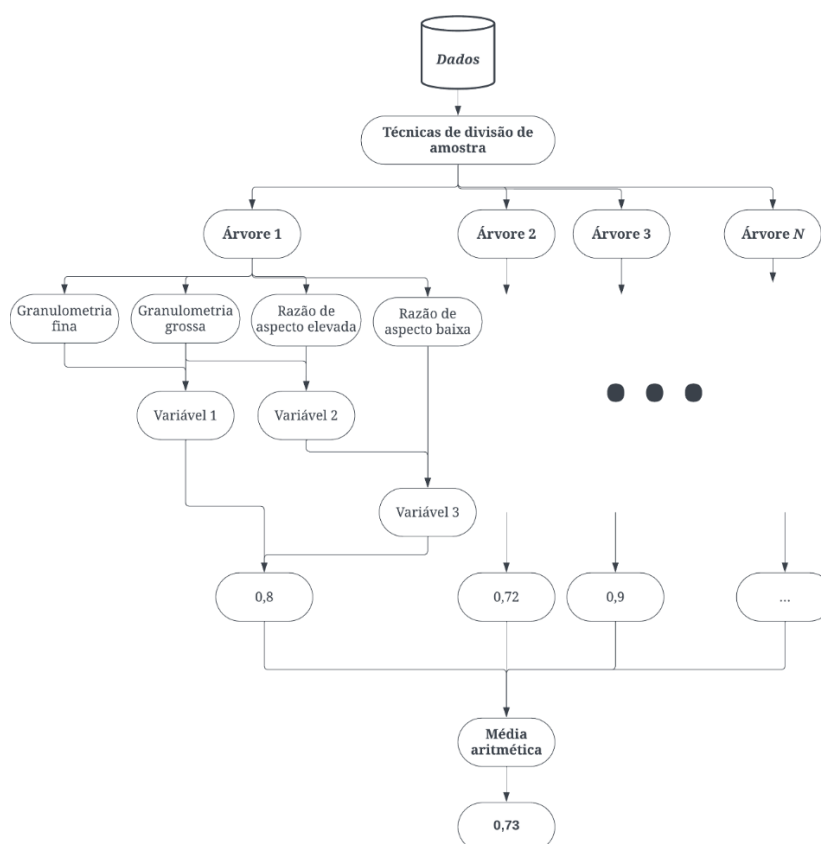 Dados
Técnicas de divisão de
amostra
Árvore 1
Árvore 2
Árvore 3
Árvore N
Granulometria
fina
Granulometria
grossa
Razão de
aspecto elevada
Razão de
aspecto baixa
Variável 1
Variável 2
Variável 3
0,8
0,72
0,9
...
Média
aritmética
0,73